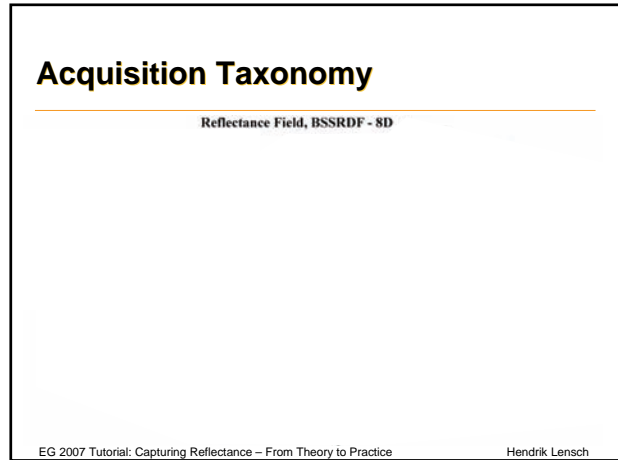 Acquisition Taxonomy
Reflectance Field, BSSRDF - 8D
EG 2007 Tutorial: Capturing Reflectance – From Theory to Practice Hendrik Lensch